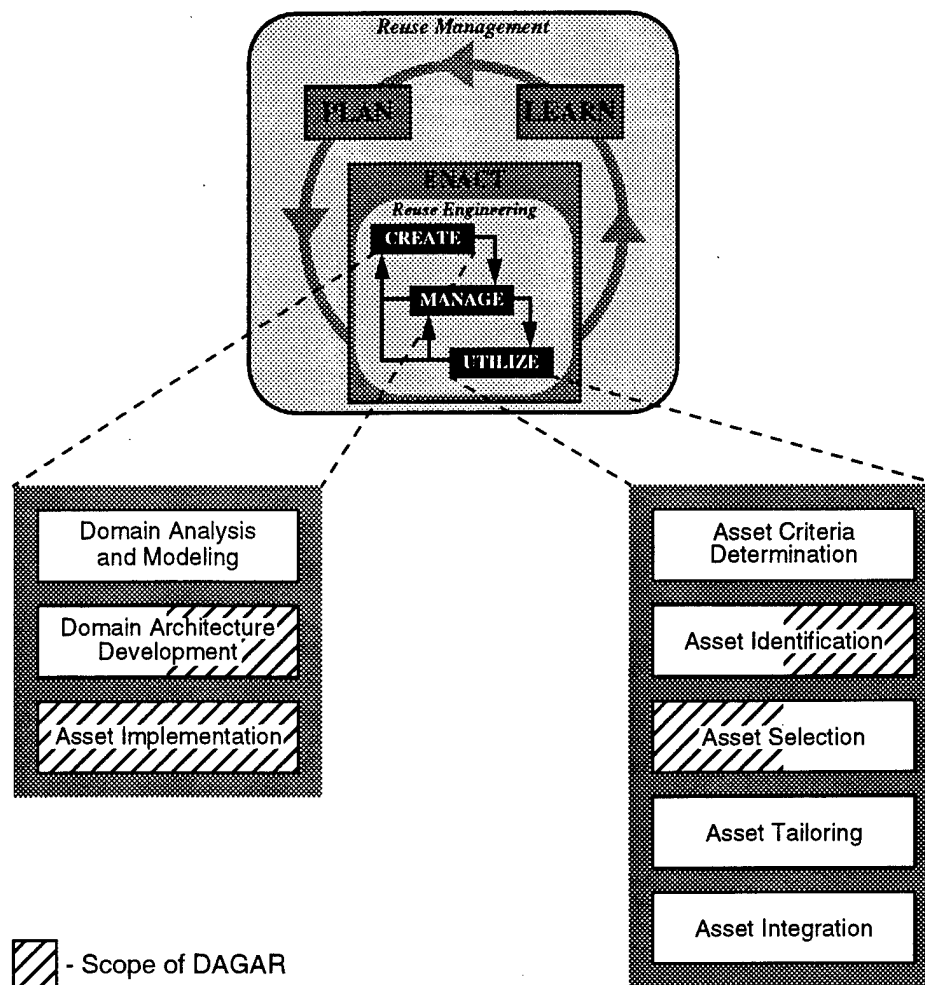 Reuse Management
PLAN
LEARN
ENACT
Reuse Engineering
CREATE
MANAGE
UTILIZE
Domain Analysis
and Modeling
Domain Architecture
Development
Asset Implementation
Asset Criteria
Determination
Asset Identification
Asset Selection
Asset Tailoring
Asset Integration
- Scope of DAGAR